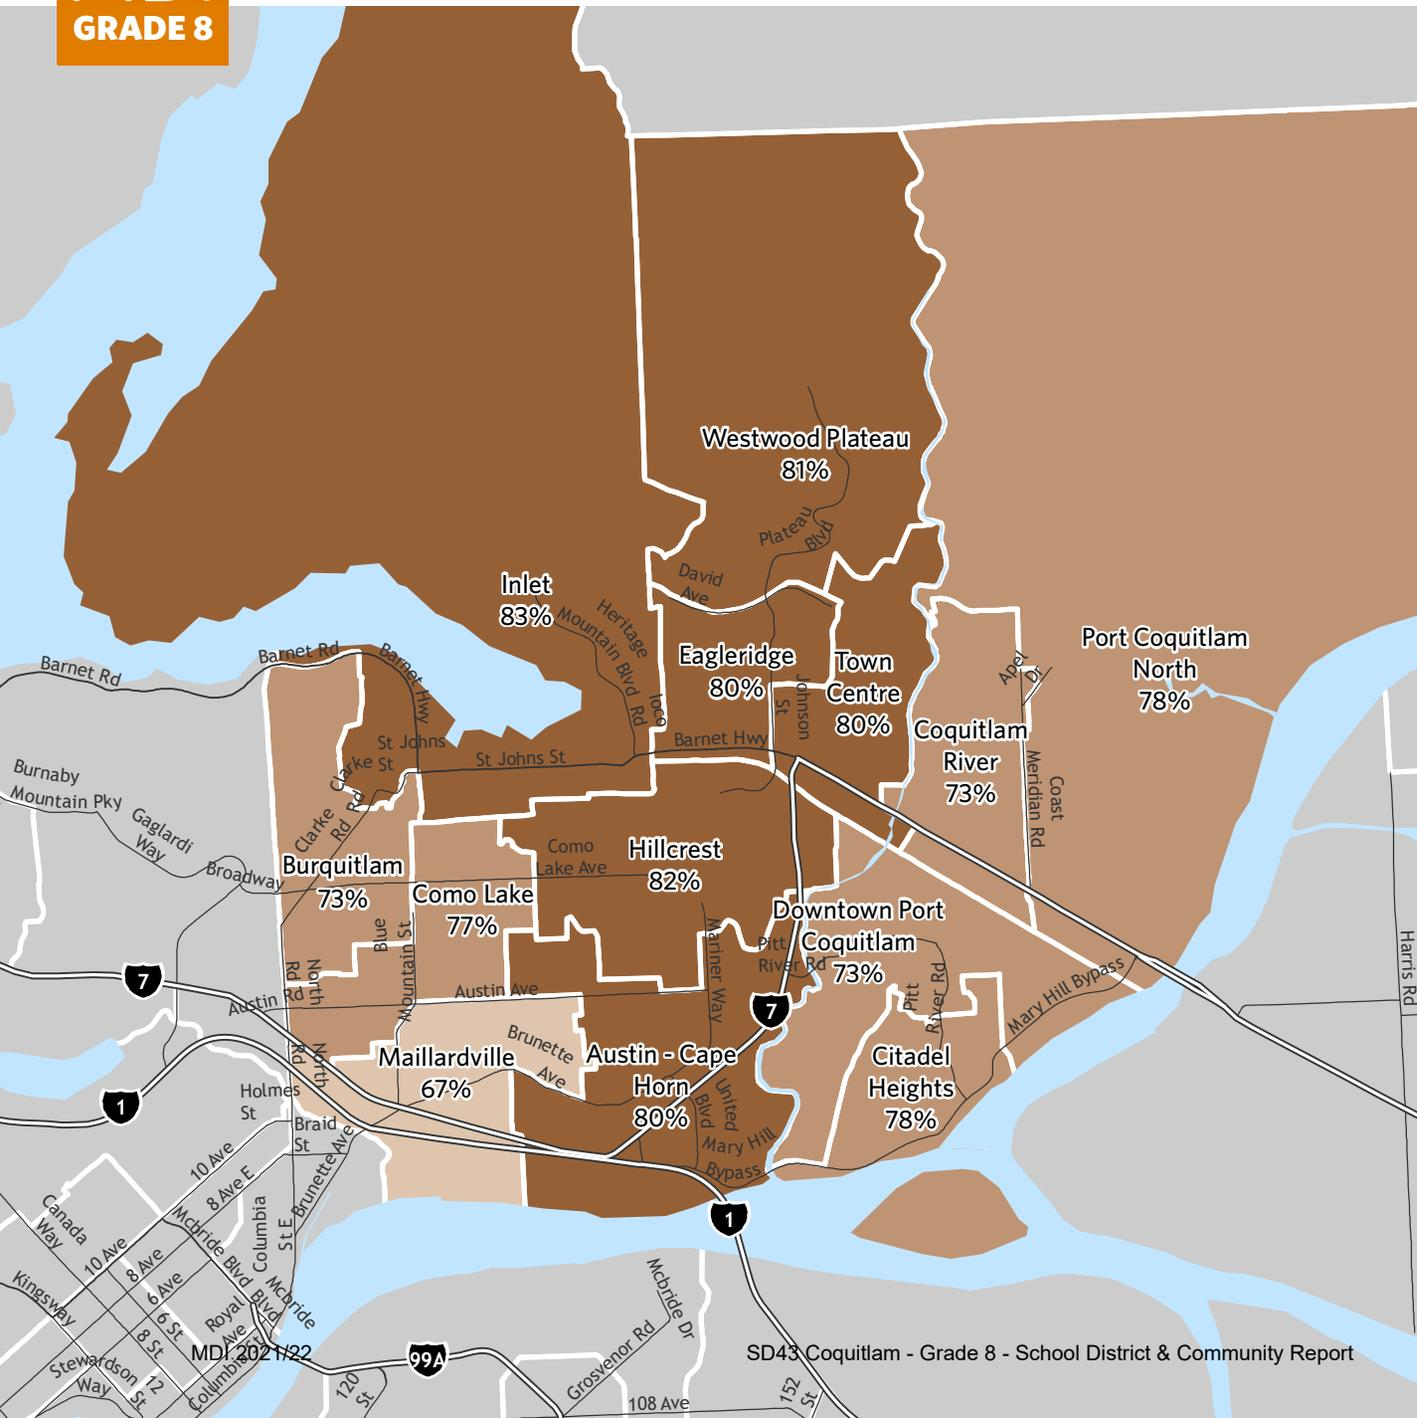 GRADE 8
Westwood Plateau
81%
Plateau
Blvd
David
Ave
Inlet
83%
Heritage
Mountain Blvd
Rd
Ioco
Eagleridge
80%
Town
Centre
80%
Johnson
St
Port Coquitlam
North
78%
Apel
Dr
Coquitlam
River
73%
Coast
Meridian Rd
Barnet Rd
Barnet Rd
Barnet
Hwy
Barnet Hwy
St Johns
St
St Johns St
Clarke
Clarke
Rd
Rd
Burnaby
Mountain Pky
Gaglardi
Way
Broadway
Burquitlam
73%
Como Lake
77%
Como
Lake Ave
Hillcrest
82%
Blue
Mountain St
Mariner Way
Downtown Port
Coquitlam
73%
Pitt
River Rd
Pitt
River Rd
Mary Hill Bypass
Harris Rd
7
North
Rd
Austin Rd
Austin Ave
7
Maillardville
67%
Brunette
Ave
Austin - Cape
Horn
80%
United
Blvd
Mary Hill
Bypass
Citadel
Heights
78%
North
Rd
1
Holmes
St
Braid
St
Brunette Ave
10 Ave
8 Ave E
Columbia
St E
1
Canada
Way
Mcbride Blvd
10 Ave
8 Ave
6 Ave
6 St
8 St
Kingsway
Royal
Ave
Mcbride
Blvd
Columbia St
Stewardson
Way
12
St
MDI 2021/22
99A
120
St
Mcbride Dr
Grosvenor Rd
108 Ave
152
St
SD43 Coquitlam - Grade 8 - School District & Community Report